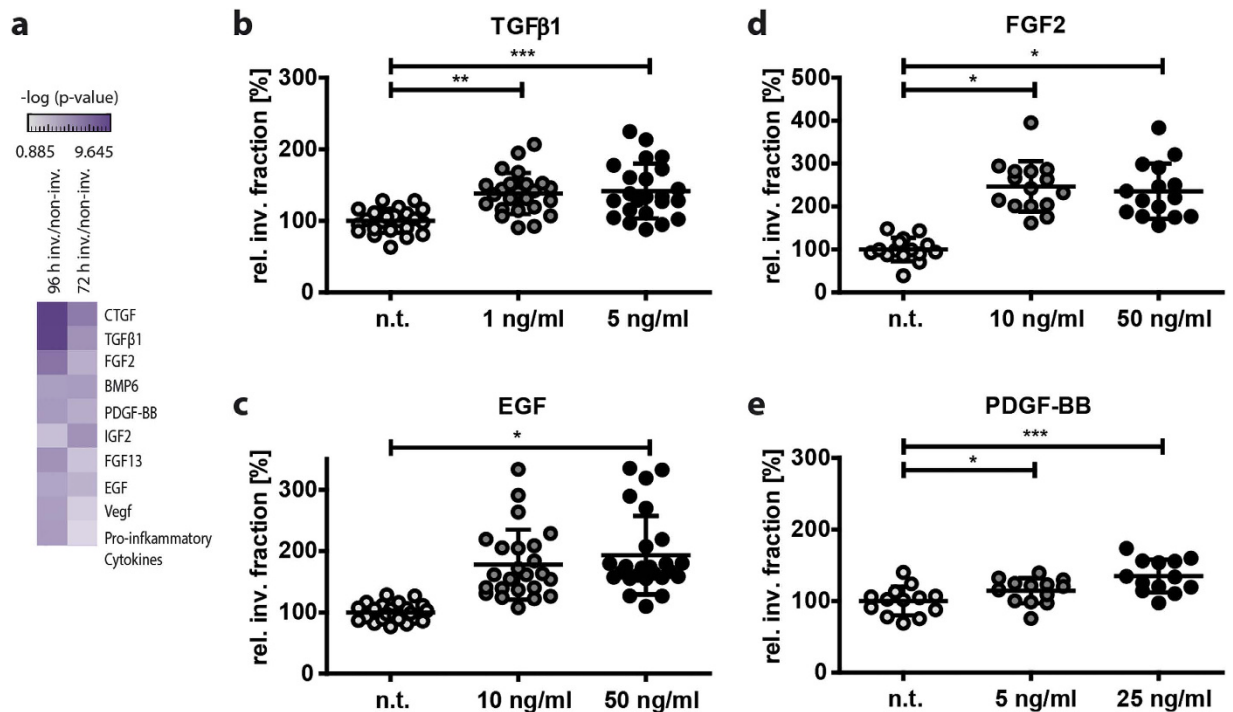 a
-log (p-value)
0.885 9.645
96 h inv./non-inv.
72 h inv./non-inv.
CTGF
TGFβ1
FGF2
BMP6
PDGF-BB
IGF2
FGF13
EGF
Vegf
Pro-infkammatory
Cytokines
b
TGFβ1
***
**
rel. inv. fraction [%]
300
200
100
0
n.t. 1 ng/ml 5 ng/ml
c
EGF
*
rel. inv. fraction [%]
300
200
100
0
n.t. 10 ng/ml 50 ng/ml
d
FGF2
*
*
rel. inv. fraction [%]
500
400
300
200
100
0
n.t. 10 ng/ml 50 ng/ml
e
PDGF-BB
***
*
rel. inv. fraction [%]
300
200
100
0
n.t. 5 ng/ml 25 ng/ml